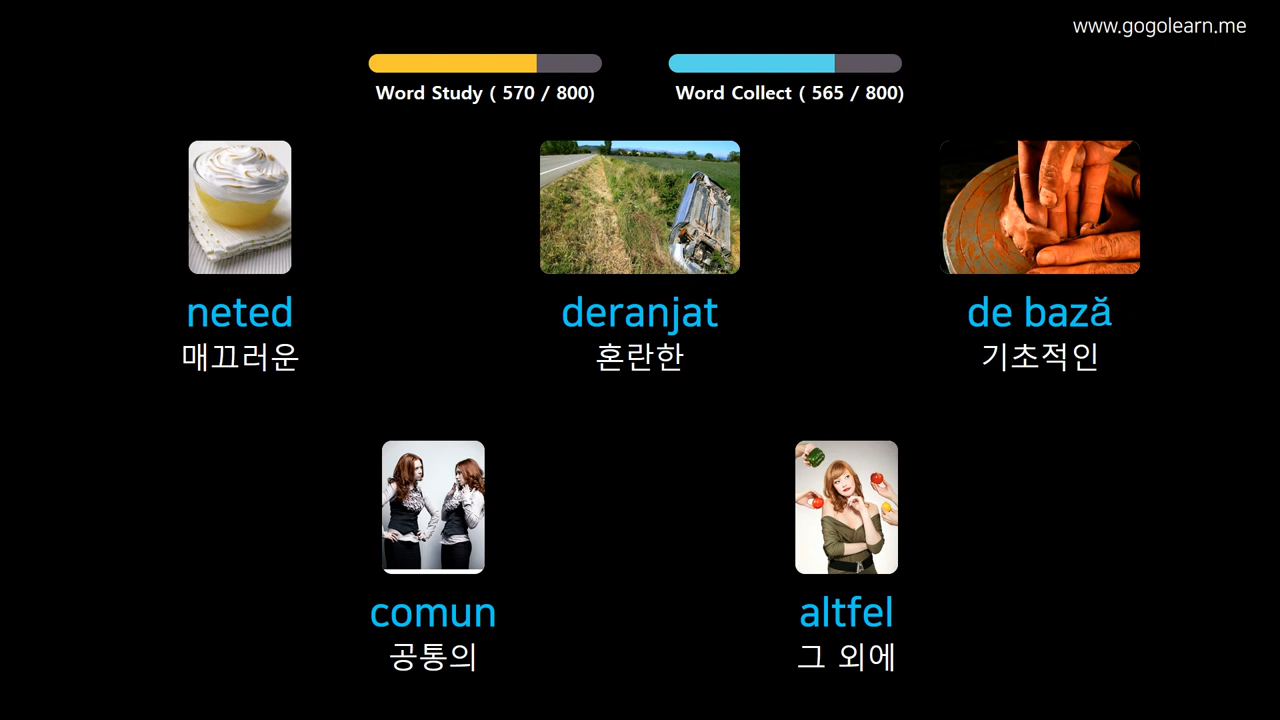 www.gogolearn.me
Word Study ( 570 / 800)
Word Collect ( 565 / 800)
neted
매끄러운
deranjat
혼란한
de bază
기초적인
comun
공통의
altfel
그 외에